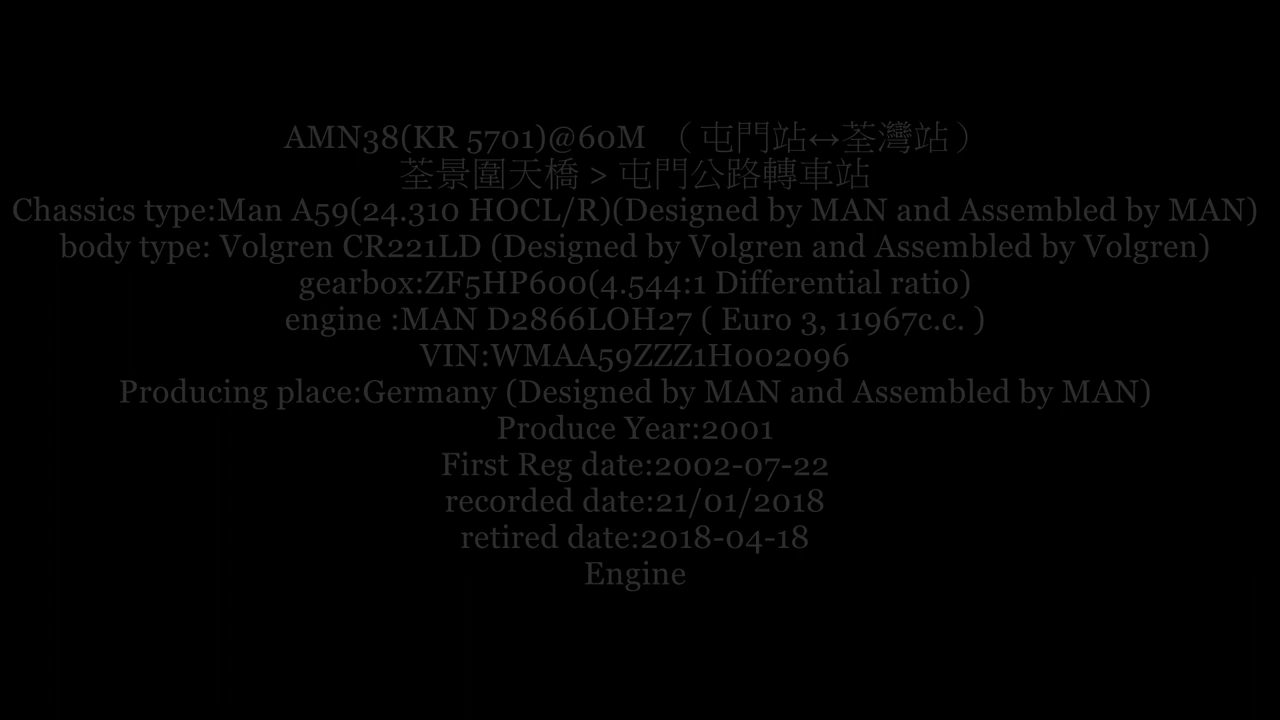 AMN38(KR 5701)@60M （屯門站↔荃灣站）
荃景圍天橋 > 屯門公路轉車站
Chassics type:Man A59(24.310 HOCL/R)(Designed by MAN and Assembled by MAN)
body type: Volgren CR221LD (Designed by Volgren and Assembled by Volgren)
gearbox:ZF5HP600(4.544:1 Differential ratio)
engine :MAN D2866LOH27 ( Euro 3, 11967c.c. )
VIN:WMAA59ZZZ1H002096
Producing place:Germany (Designed by MAN and Assembled by MAN)
Produce Year:2001
First Reg date:2002-07-22
recorded date:21/01/2018
retired date:2018-04-18
Engine